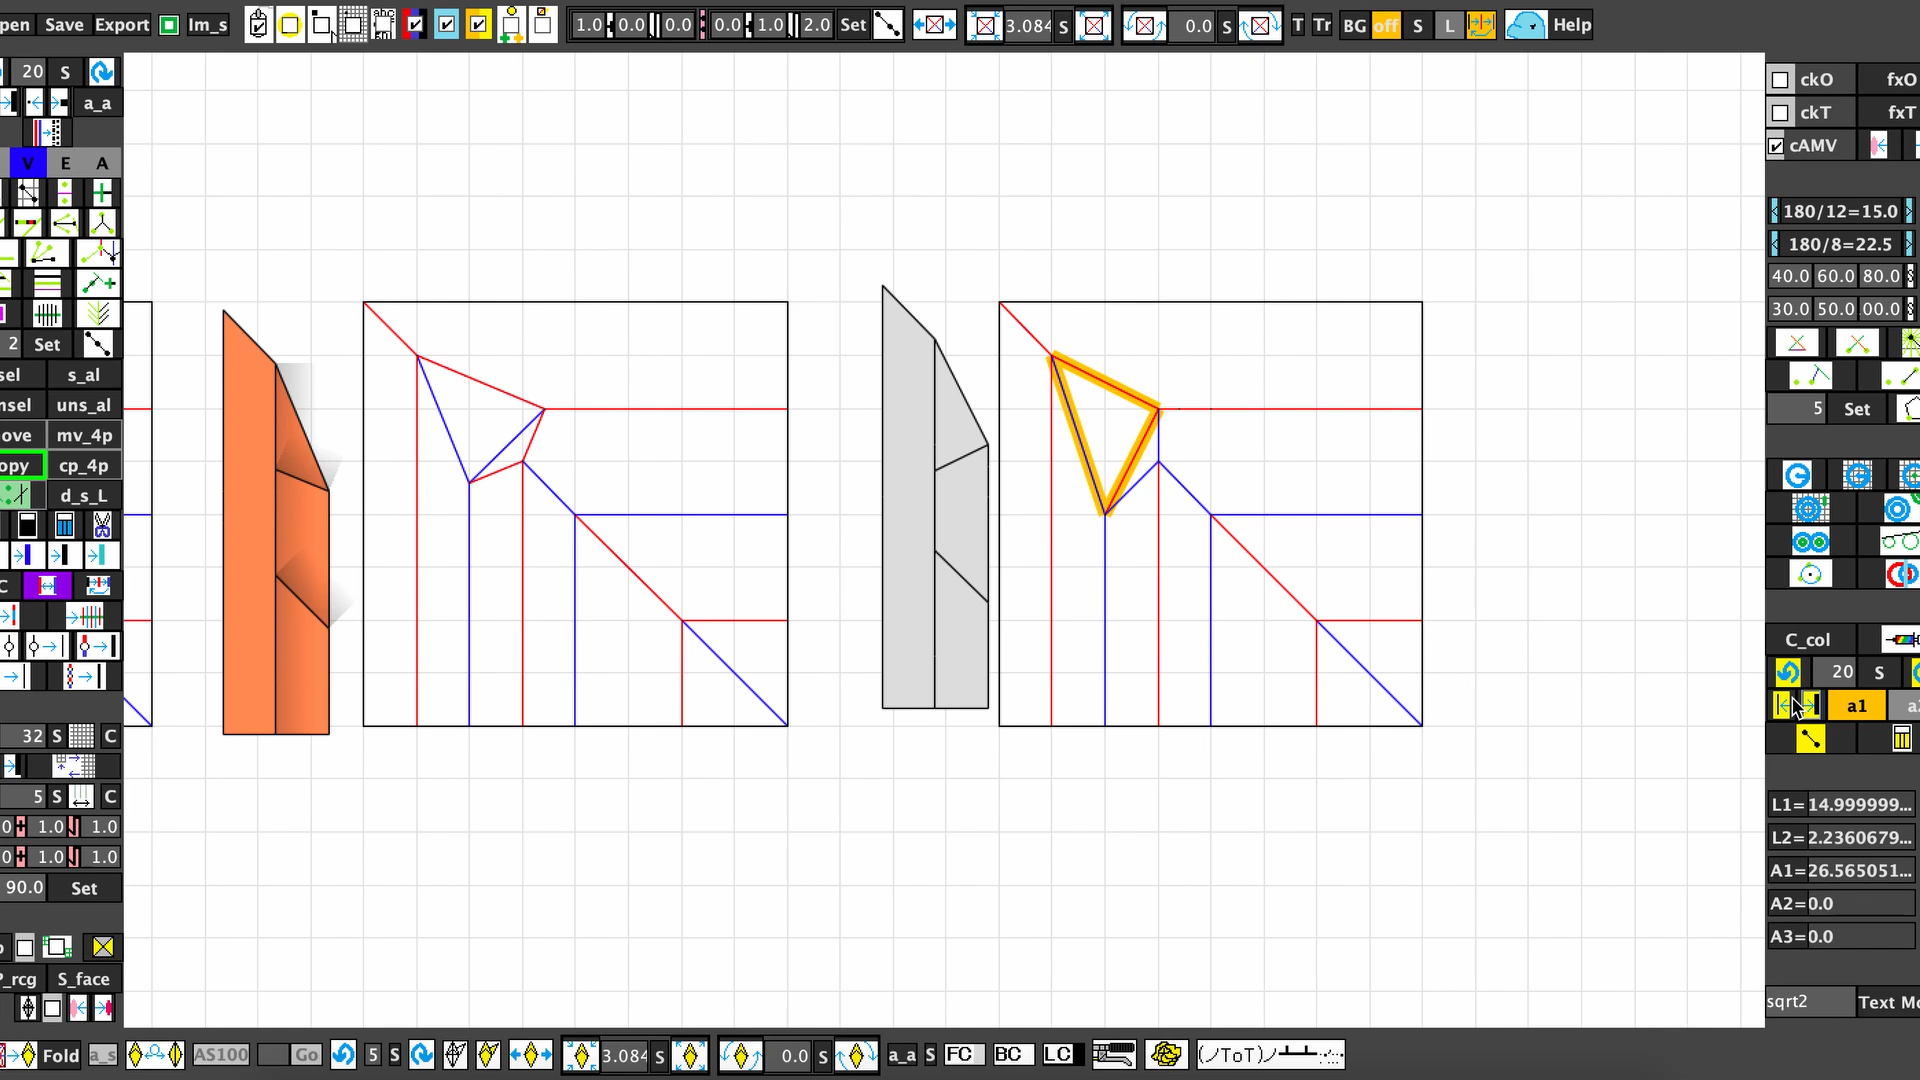 pen Save Export Im_s 1.0 0.0 0.0 0.0 1.0 2.0 Set 3.084 S 0.0 S T Tr BG off S L Help
20 S
a_a
V E A
2 Set
sel s_al
nsel uns_al
ove mv_4p
opy cp_4p
d_s_L
C
32 S C
5 S C
0 1.0 1.0
0 1.0 1.0
90.0 Set
P_rcg S_face
ckO fxO
ckT fxT
cAMV
180/12=15.0
180/8=22.5
40.0 60.0 80.0
30.0 50.0 00.0
5 Set
C_col
20 S
a1
L1= 14.999999...
L2= 2.2360679...
A1= 26.565051...
A2= 0.0
A3= 0.0
sqrt2 Text Mo
Fold a_s AS100 Go 5 S 3.084 S 0.0 S a_a S FC BC LC (ノToT)ノ